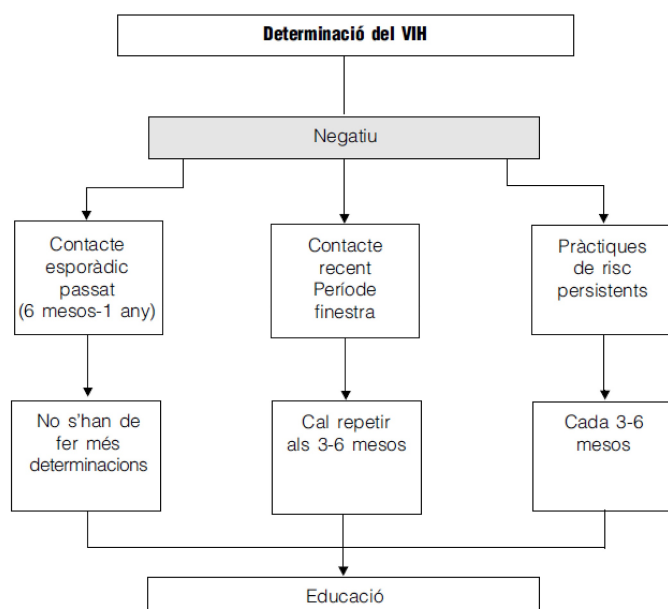 Determinació del VIH
Negatiu
Contacte
esporàdic
passat
(6 mesos-1 any)
Contacte
recent
Període
finestra
Pràctiques
de risc
persistents
No s'han de
fer més
determinacions
Cal repetir
als 3-6 mesos
Cada 3-6
mesos
Educació